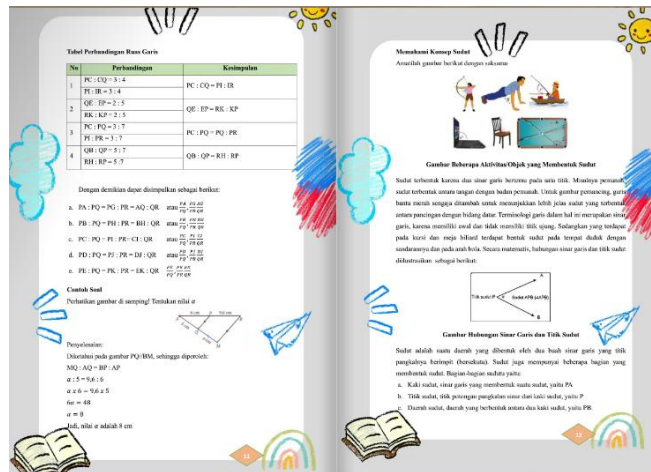 Tabel Perbandingan Ruas Garis
No Perbandingan Kesimpulan
1 PC : CQ = 3 : 4 PC : CQ = PI : IR
PI : IR = 3 : 4
2 QE : EP = 2 : 5 QE : EP = RK : KP
RK : KP = 2 : 5
3 PC : PQ = 3 : 7 PC : PQ = PQ : PR
PI : PR = 3 : 7
4 QB : QP = 5 : 7 QB : QP = RH : RP
RH : RP = 5 :7
Dengan demikian dapat disimpulkan sebagai berikut:
a. PA : PQ = PG : PR = AQ : QR atau
b. PB : PQ = PH : PR = BH : QR atau
c. PC : PQ = PI : PR= CI : QR atau
d. PD : PQ = PJ : PR = DJ : QR atau
e. PE : PQ = PK : PR = EK : QR
Contoh Soal
Perhatikan gambar di samping! Tentukan nilai α
Penyelesaian:
Diketahui pada gambar PQ//BM, sehingga diperoleh:
MQ : AQ = BP : AP
α : 5 = 9,6 : 6
α x 6 = 9,6 x 5
6α = 48
α = 8
Jadi, nilai α adalah 8 cm
Memahami Konsep Sudut
Amatilah gambar berikut dengan seksama
Gambar Beberapa Aktivitas/Objek yang Membentuk Sudut
Sudut terbentuk karena dua sinar garis bertemu pada satu titik. Misalnya pemanah,
sudut terbentuk antara tangan dengan badan pemanah. Untuk gambar pemancing, garis
bantu merah sengaja ditambah untuk menunjukkan lebih jelas sudut yang terbentuk
antara pancingan dengan bidang datar. Terminologi garis dalam hal ini merupakan sinar
garis, karena memiliki awal dan tidak memiliki titik ujung. Sedangkan yang terdapat
pada kursi dan meja biliard terdapat bentuk sudut pada tempat duduk dengan
sandarannya dan pada arah bola. Secara matematis, hubungan sinar garis dan titik sudut
diilustrasikan sebagai berikut:
A
Titik sudut P Sudut APB (∠APB)
B
Gambar Hubungan Sinar Garis dan Titik Sudut
Sudut adalah suatu daerah yang dibentuk oleh dua buah sinar garis yang titik
pangkalnya berimpit (bersekutu). Sudut juga mempunyai beberapa bagian yang
membentuk sudut. Bagian-bagian sudutu yaitu:
a. Kaki sudut, sinar garis yang membentuk suatu sudut, yaitu PA
b. Titik sudut, titik potongan pangkalan sinar dari kaki sudut, yaitu P
c. Daerah sudut, daerah yang berbentuk antara dua kaki sudut, yaitu PB